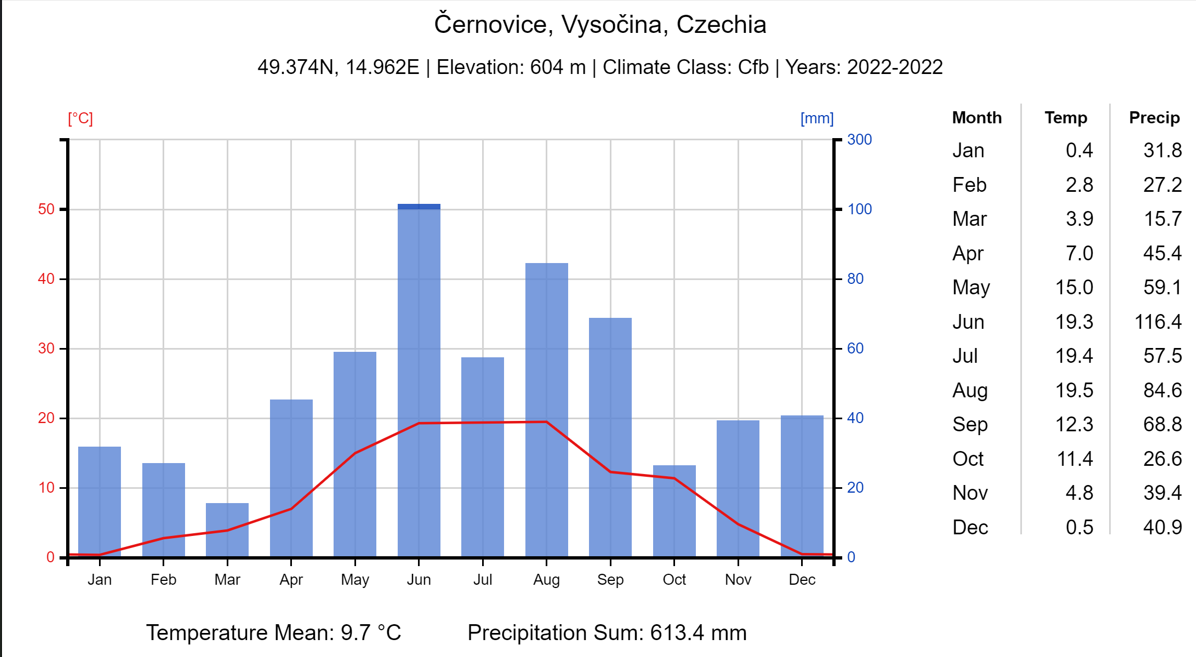 Černovice, Vysočina, Czechia
49.374N, 14.962E | Elevation: 604 m | Climate Class: Cfb | Years: 2022-2022
[°C]
[mm]
50
40
30
20
10
0
300
100
80
60
40
20
0
Jan Feb Mar Apr May Jun Jul Aug Sep Oct Nov Dec
Month Temp Precip
Jan 0.4 31.8
Feb 2.8 27.2
Mar 3.9 15.7
Apr 7.0 45.4
May 15.0 59.1
Jun 19.3 116.4
Jul 19.4 57.5
Aug 19.5 84.6
Sep 12.3 68.8
Oct 11.4 26.6
Nov 4.8 39.4
Dec 0.5 40.9
Temperature Mean: 9.7 °C
Precipitation Sum: 613.4 mm